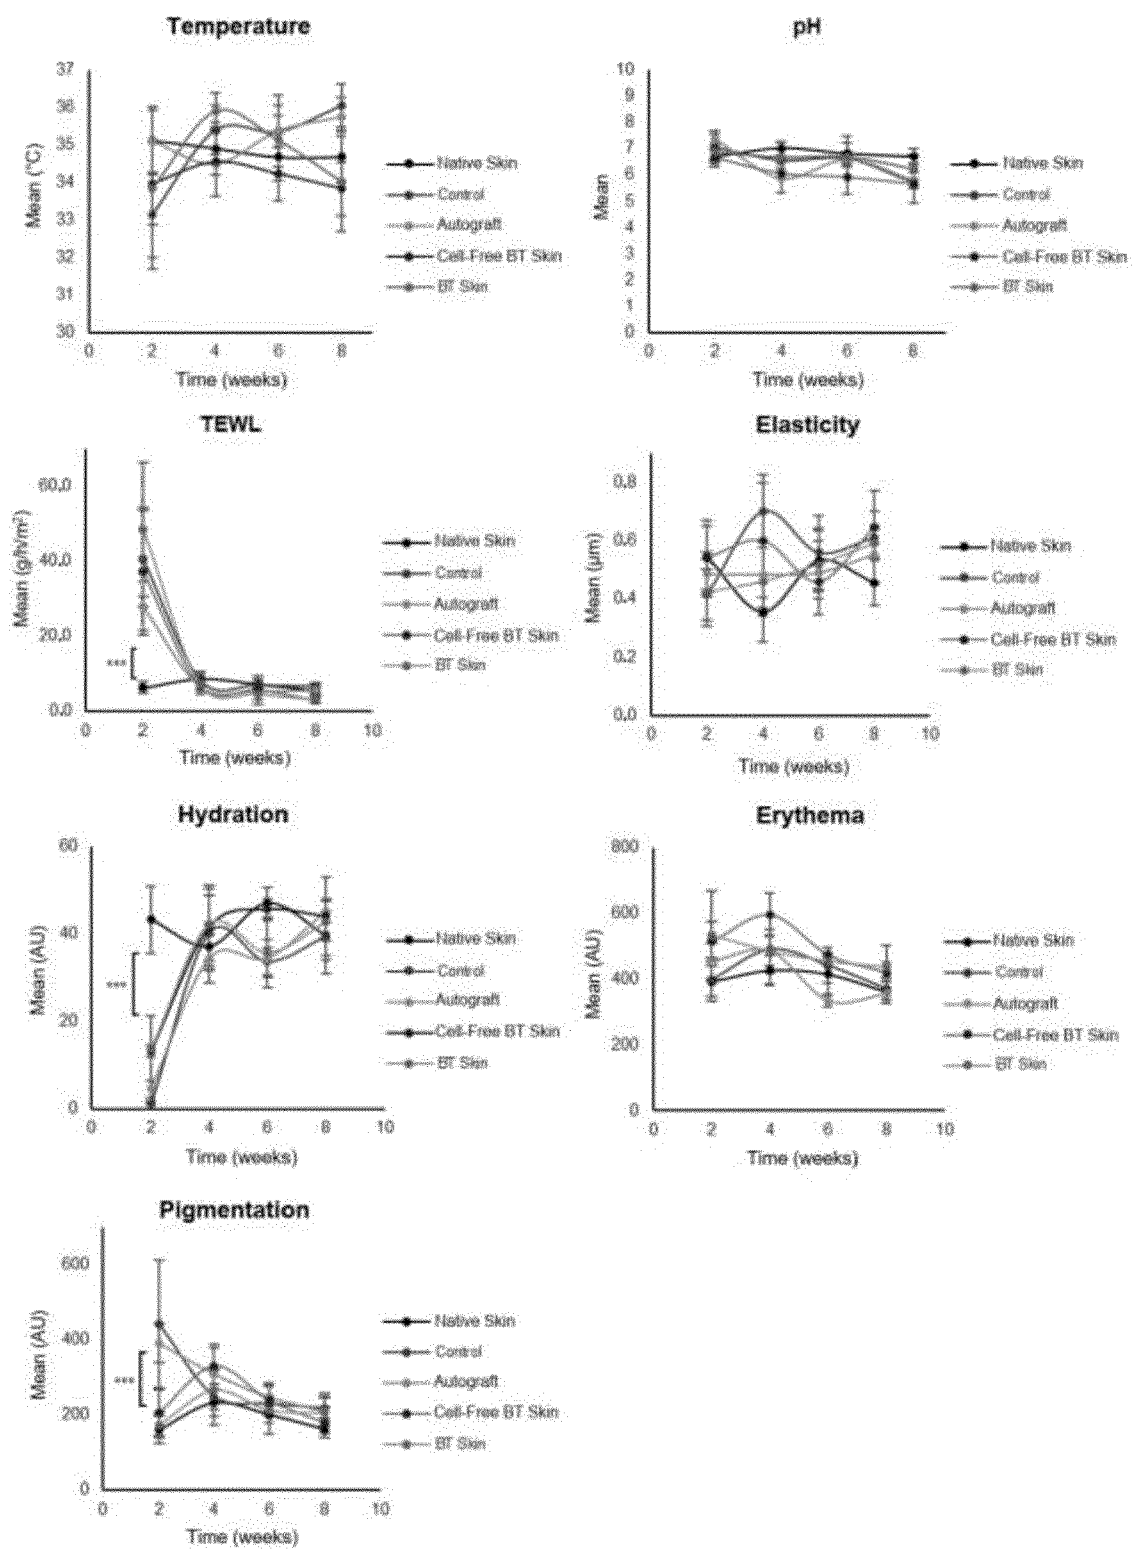 Temperature
37
36
35
34
33
32
31
30
Mean (°C)
0
2
4
6
8
Time (weeks)
Native Skin
Control
Autograft
Cell-Free BT Skin
BT Skin
pH
10
9
8
7
6
5
4
3
2
1
0
Mean
0
2
4
6
8
Time (weeks)
Native Skin
Control
Autograft
Cell-Free BT Skin
BT Skin
TEWL
60.0
40.0
20.0
0.0
Mean (g/h/m²)
***
0
2
4
6
8
10
Time (weeks)
Native Skin
Control
Autograft
Cell-Free BT Skin
BT Skin
Elasticity
0.8
0.6
0.4
0.2
0.0
Mean (µm)
0
2
4
6
8
10
Time (weeks)
Native Skin
Control
Autograft
Cell-Free BT Skin
BT Skin
Hydration
60
40
20
0
Mean (AU)
***
0
2
4
6
8
10
Time (weeks)
Native Skin
Control
Autograft
Cell-Free BT Skin
BT Skin
Erythema
800
600
400
200
0
Mean (AU)
0
2
4
6
8
10
Time (weeks)
Native Skin
Control
Autograft
Cell-Free BT Skin
BT Skin
Pigmentation
600
400
200
0
Mean (AU)
***
0
2
4
6
8
10
Time (weeks)
Native Skin
Control
Autograft
Cell-Free BT Skin
BT Skin